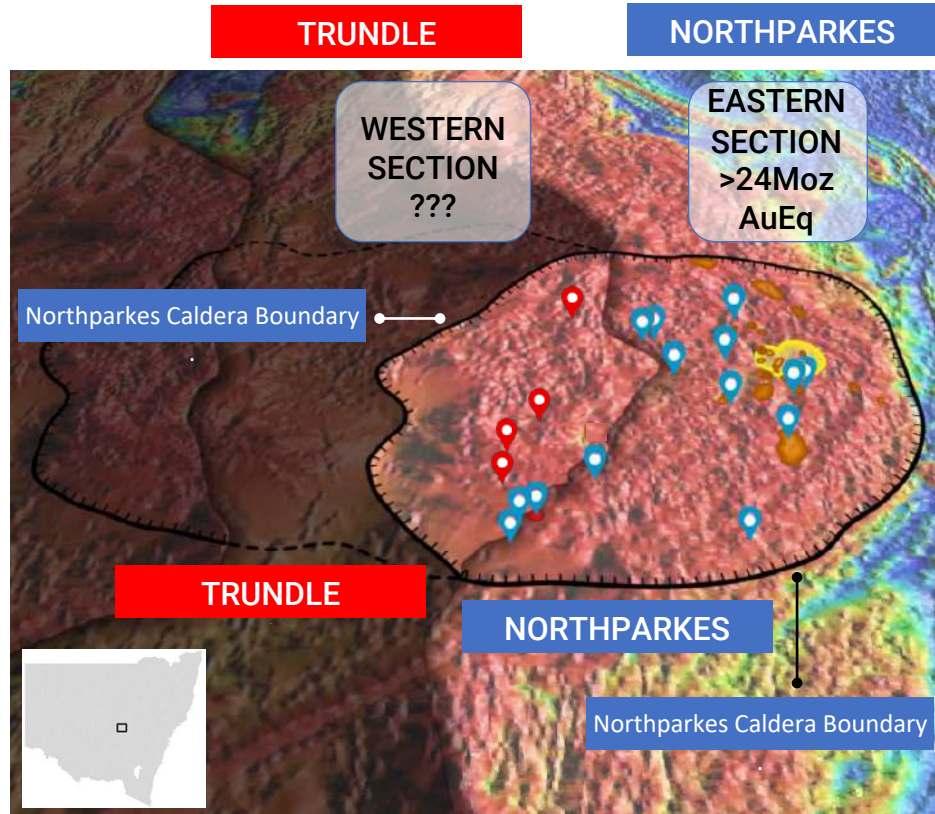 TRUNDLE
NORTHPARKES
WESTERN
SECTION
???
EASTERN
SECTION
>24Moz
AuEq
Northparkes Caldera Boundary
TRUNDLE
NORTHPARKES
Northparkes Caldera Boundary